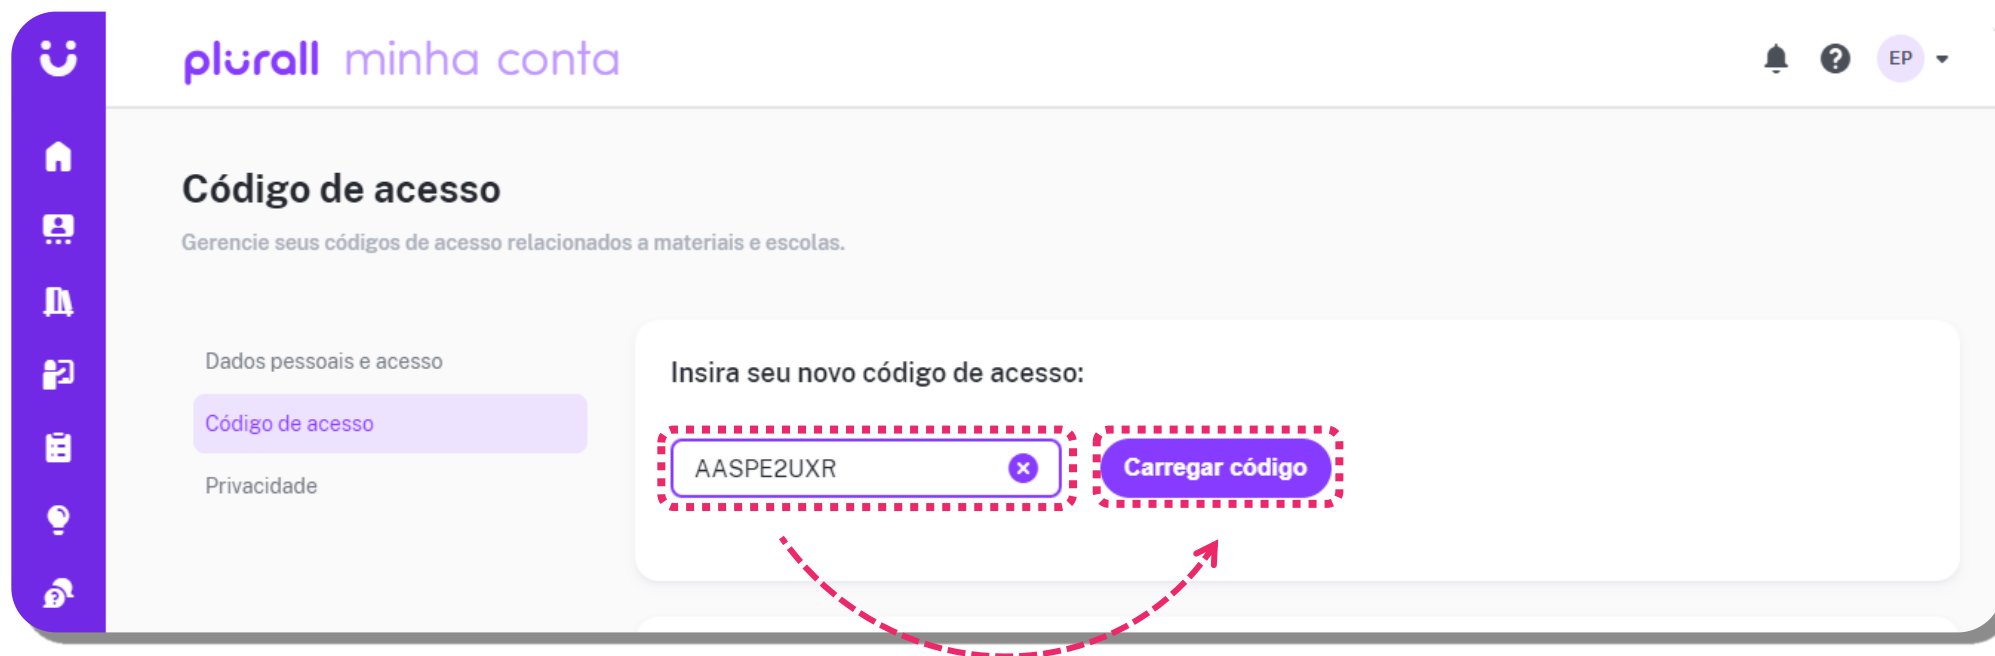 plurall minha conta
EP
Código de acesso
Gerencie seus códigos de acesso relacionados a materiais e escolas.
Dados pessoais e acesso
Código de acesso
Privacidade
Insira seu novo código de acesso:
AASPE2UXR
Carregar código